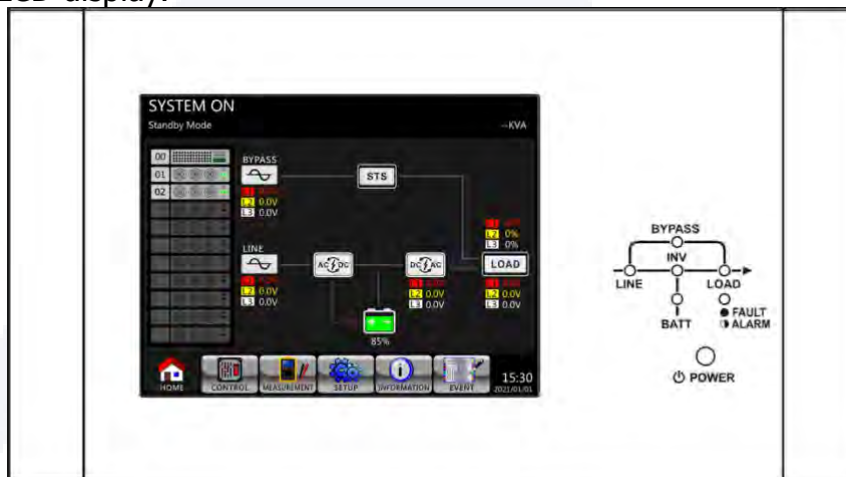 LCD display.
SYSTEM ON
Standby Mode
--KVA
00
01
02
BYPASS
L1
L2 0.0V
L3 0.0V
STS
L1
L2 0%
L3 0%
LINE
L1
L2 0.0V
L3 0.0V
AC DC
DC AC
L1
L2 0.0V
L3 0.0V
LOAD
L1
L2 0.0V
L3 0.0V
85%
HOME
CONTROL
MEASUREMENT
SETUP
INFORMATION
EVENT
15:30
2021/01/01
BYPASS
INV
LINE
LOAD
BATT
FAULT
ALARM
POWER